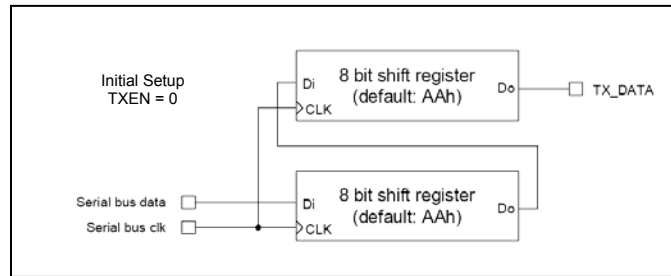 Initial Setup
TXEN = 0
8 bit shift register
(default: AAh)
Di
CLK
Do
TX_DATA
Serial bus data
Serial bus clk
8 bit shift register
(default: AAh)
Di
CLK
Do